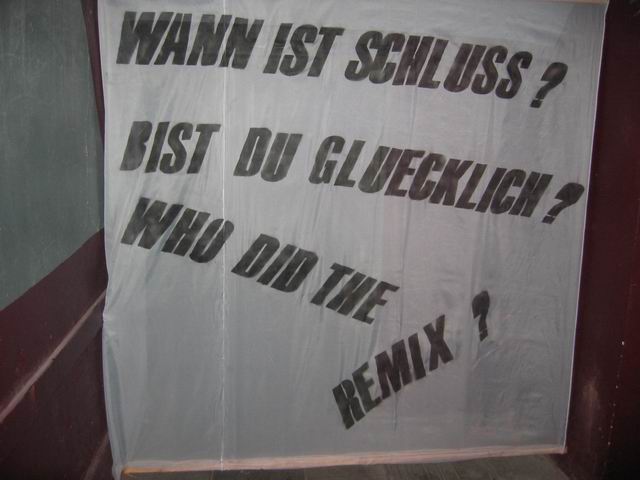 WANN IST SCHLUSS?
BIST DU GLUECKLICH?
WHO DID THE
REMIX?